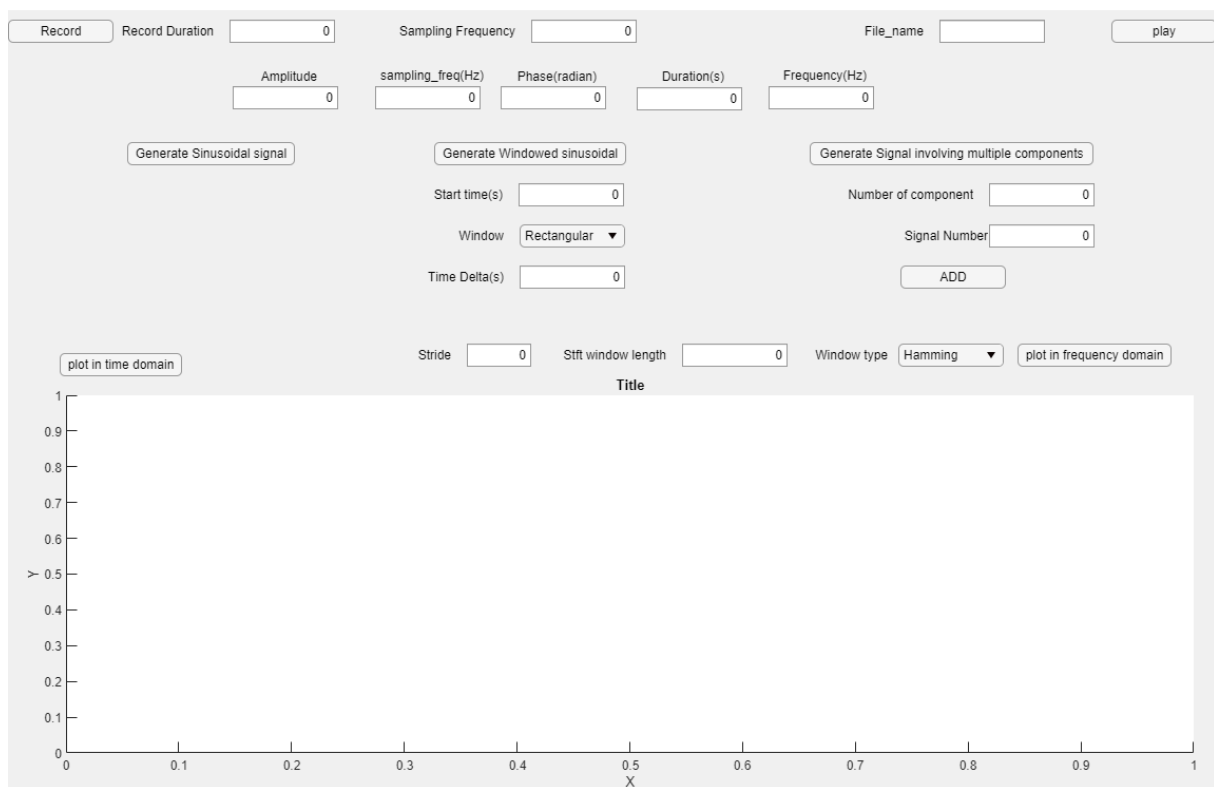 Record Record Duration 0 Sampling Frequency 0 File_name play
Amplitude sampling_freq(Hz) Phase(radian) Duration(s) Frequency(Hz)
0 0 0 0 0
Generate Sinusoidal signal Generate Windowed sinusoidal Generate Signal involving multiple components
Start time(s) 0 Number of component 0
Window Rectangular Signal Number 0
Time Delta(s) 0 ADD
plot in time domain Stride 0 Stft window length 0 Window type Hamming plot in frequency domain
Title
1
0.9
0.8
0.7
0.6
Y 0.5
0.4
0.3
0.2
0.1
0
0 0.1 0.2 0.3 0.4 0.5 0.6 0.7 0.8 0.9 1
X